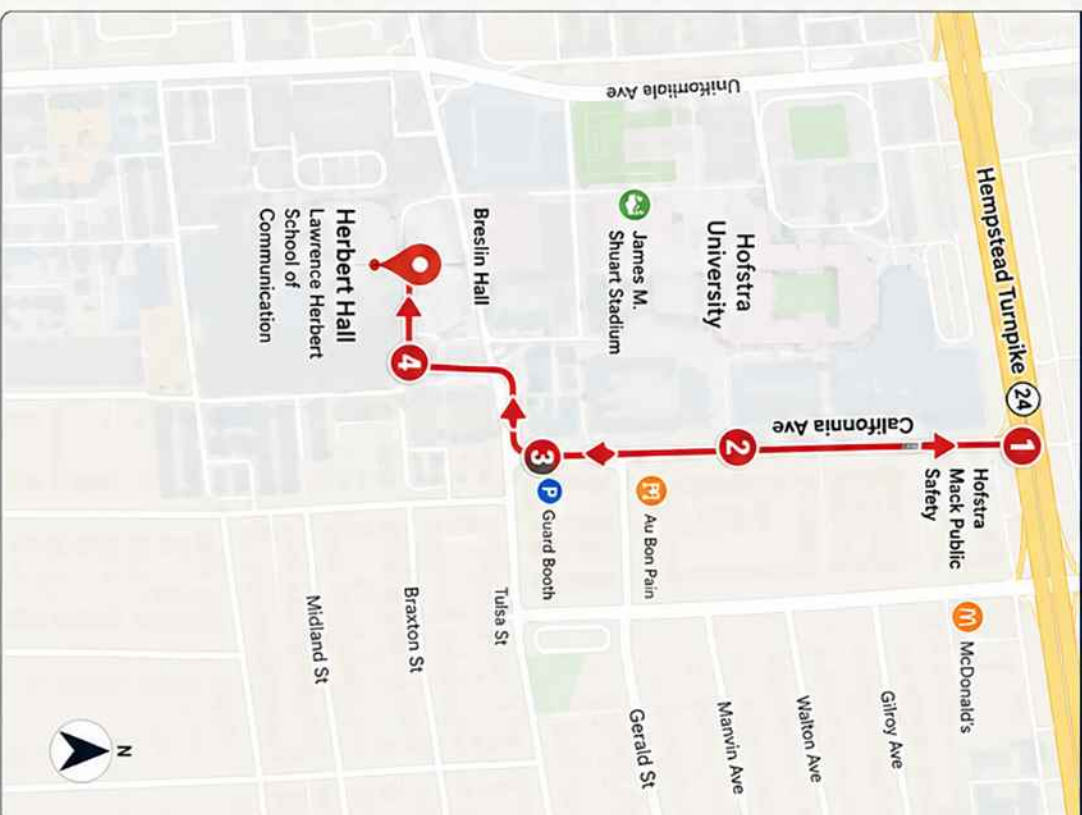 Hempstead Turnpike
24
1
Hofstra
Mack Public
Safety
McDonald's
Gilroy Ave
Califonnia Ave
Walton Ave
2
Hofstra
University
Manvin Ave
Ave
James M.
Shuart Stadium
Au Bon Pain
Gerald St
3
P
Guard Booth
Tulsa St
Breslin Hall
4
Braxton St
Herbert Hall
Lawrence Herbert
School of
Communication
Midland St
N